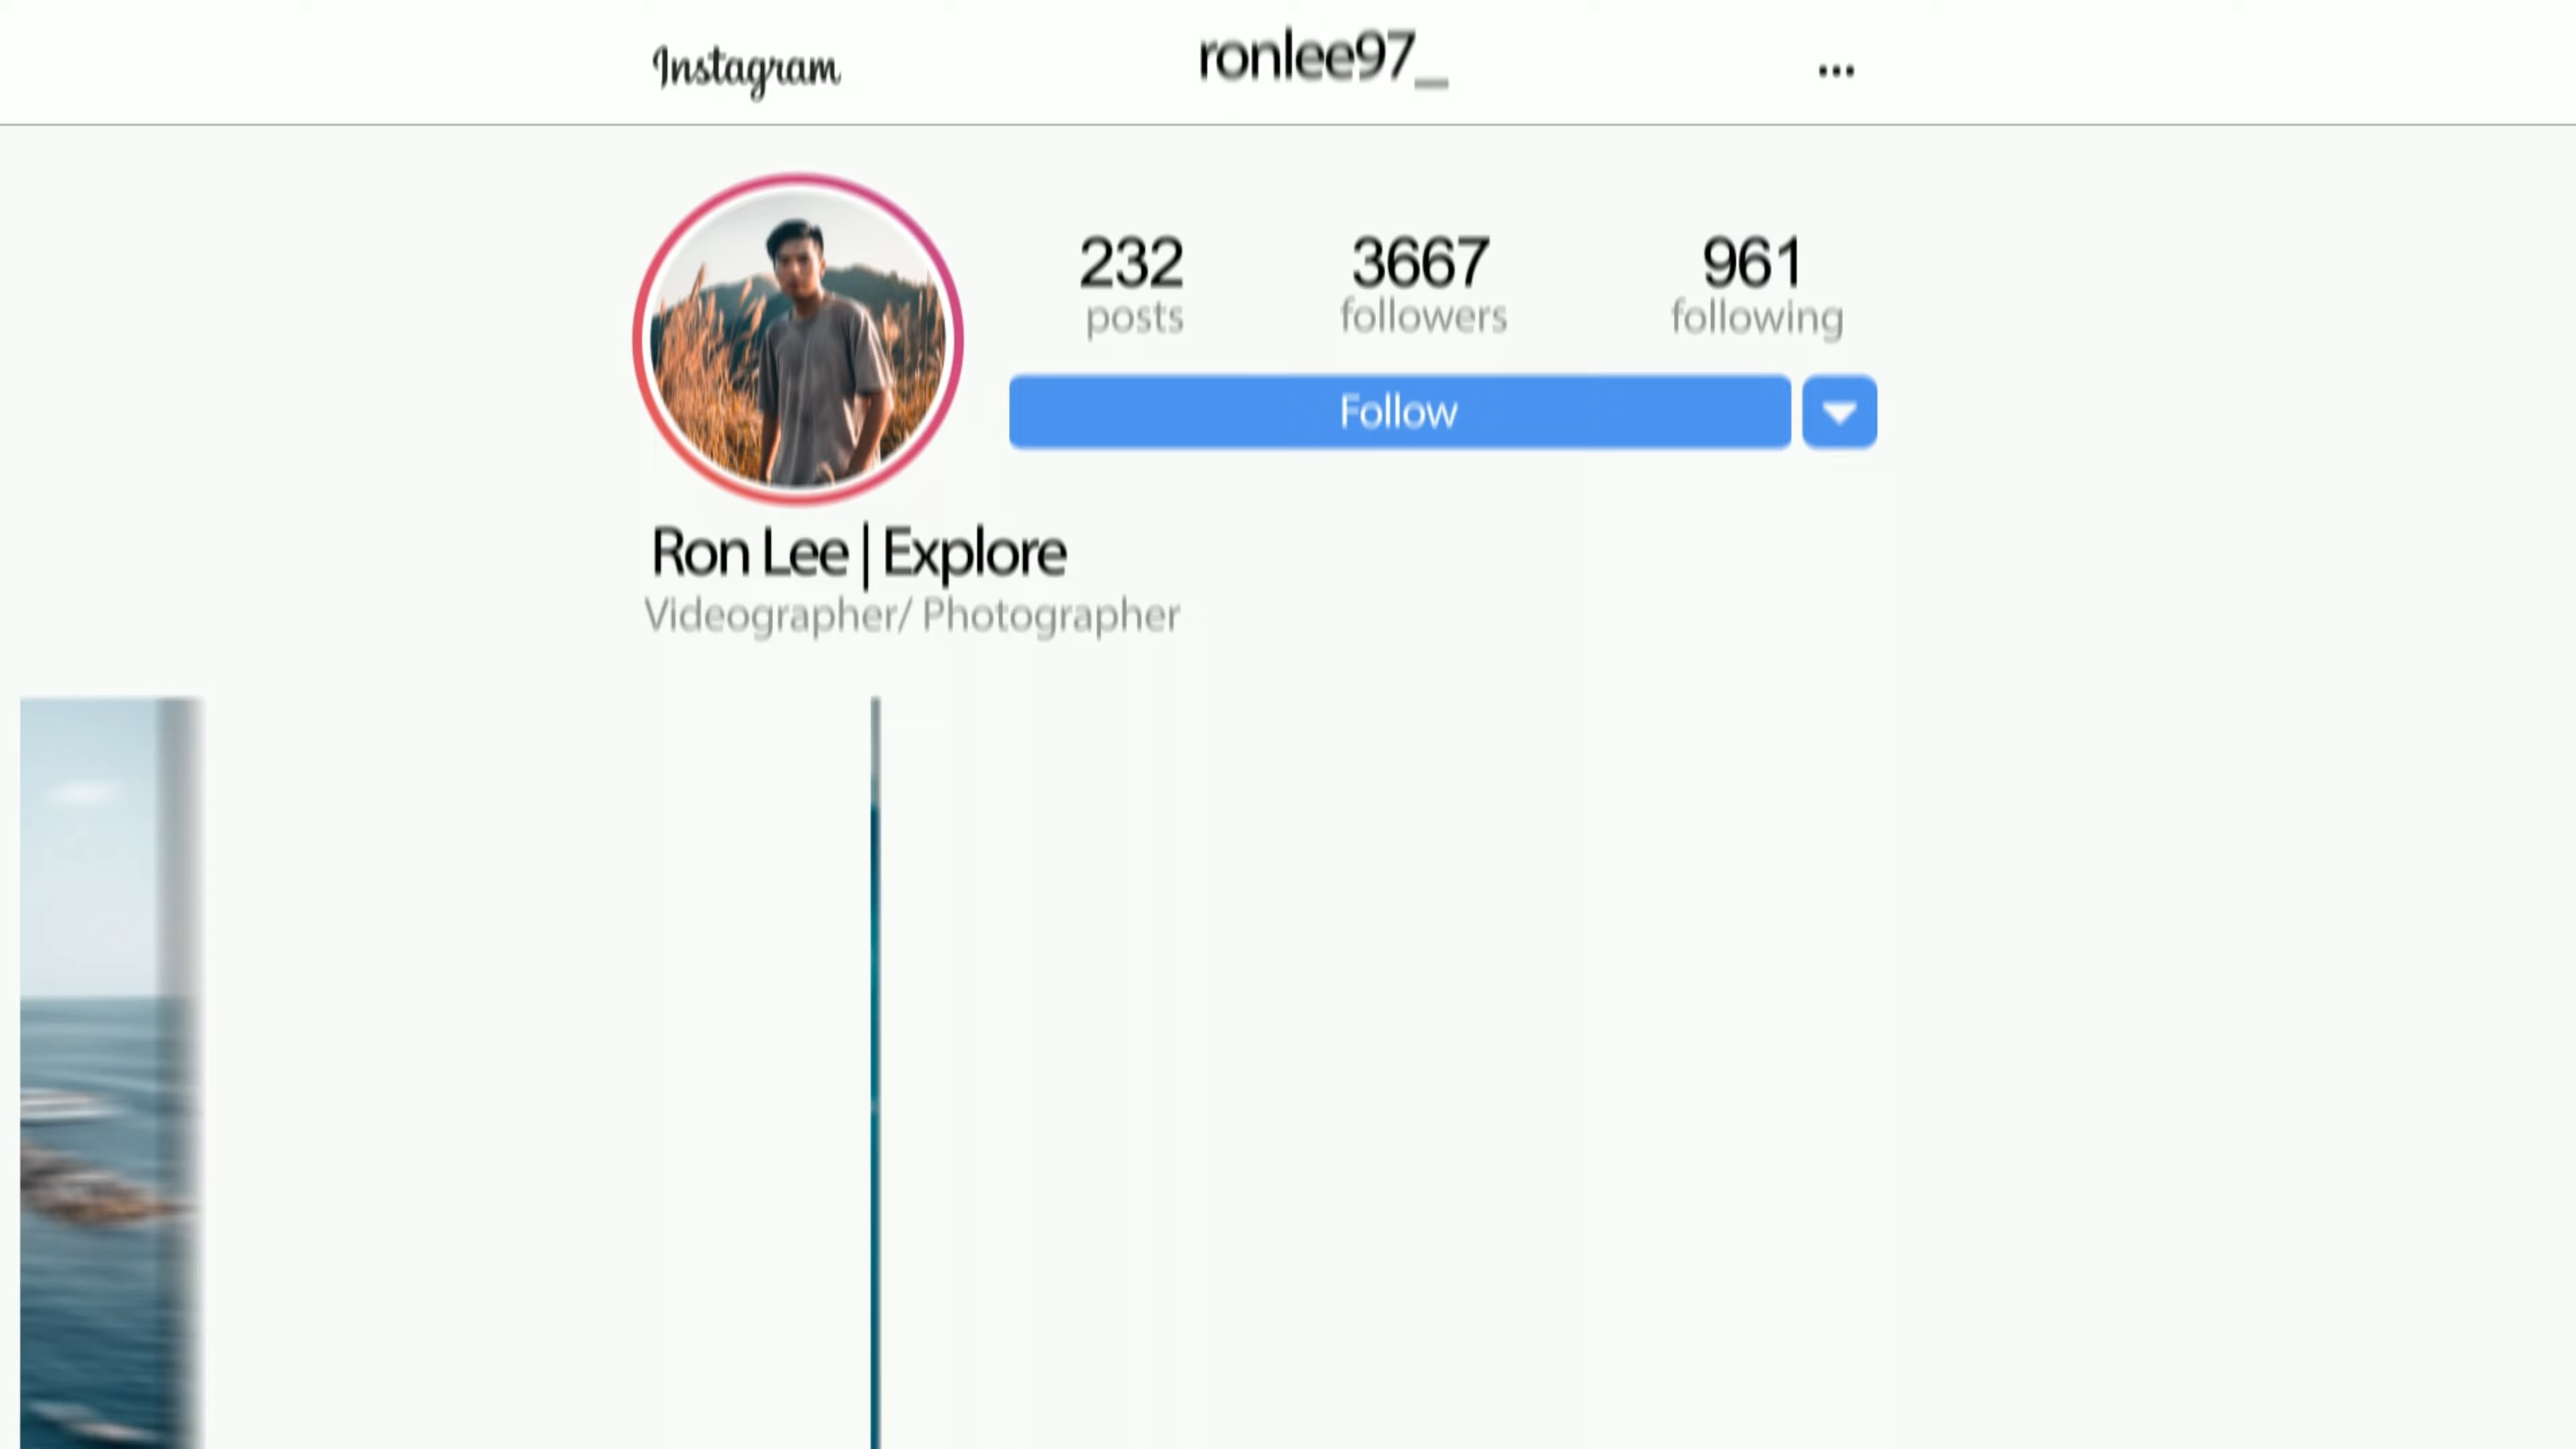 Instagram ronlee97_ ...
232 3667 961
posts followers following
Follow
Ron Lee | Explore
Videographer/ Photographer